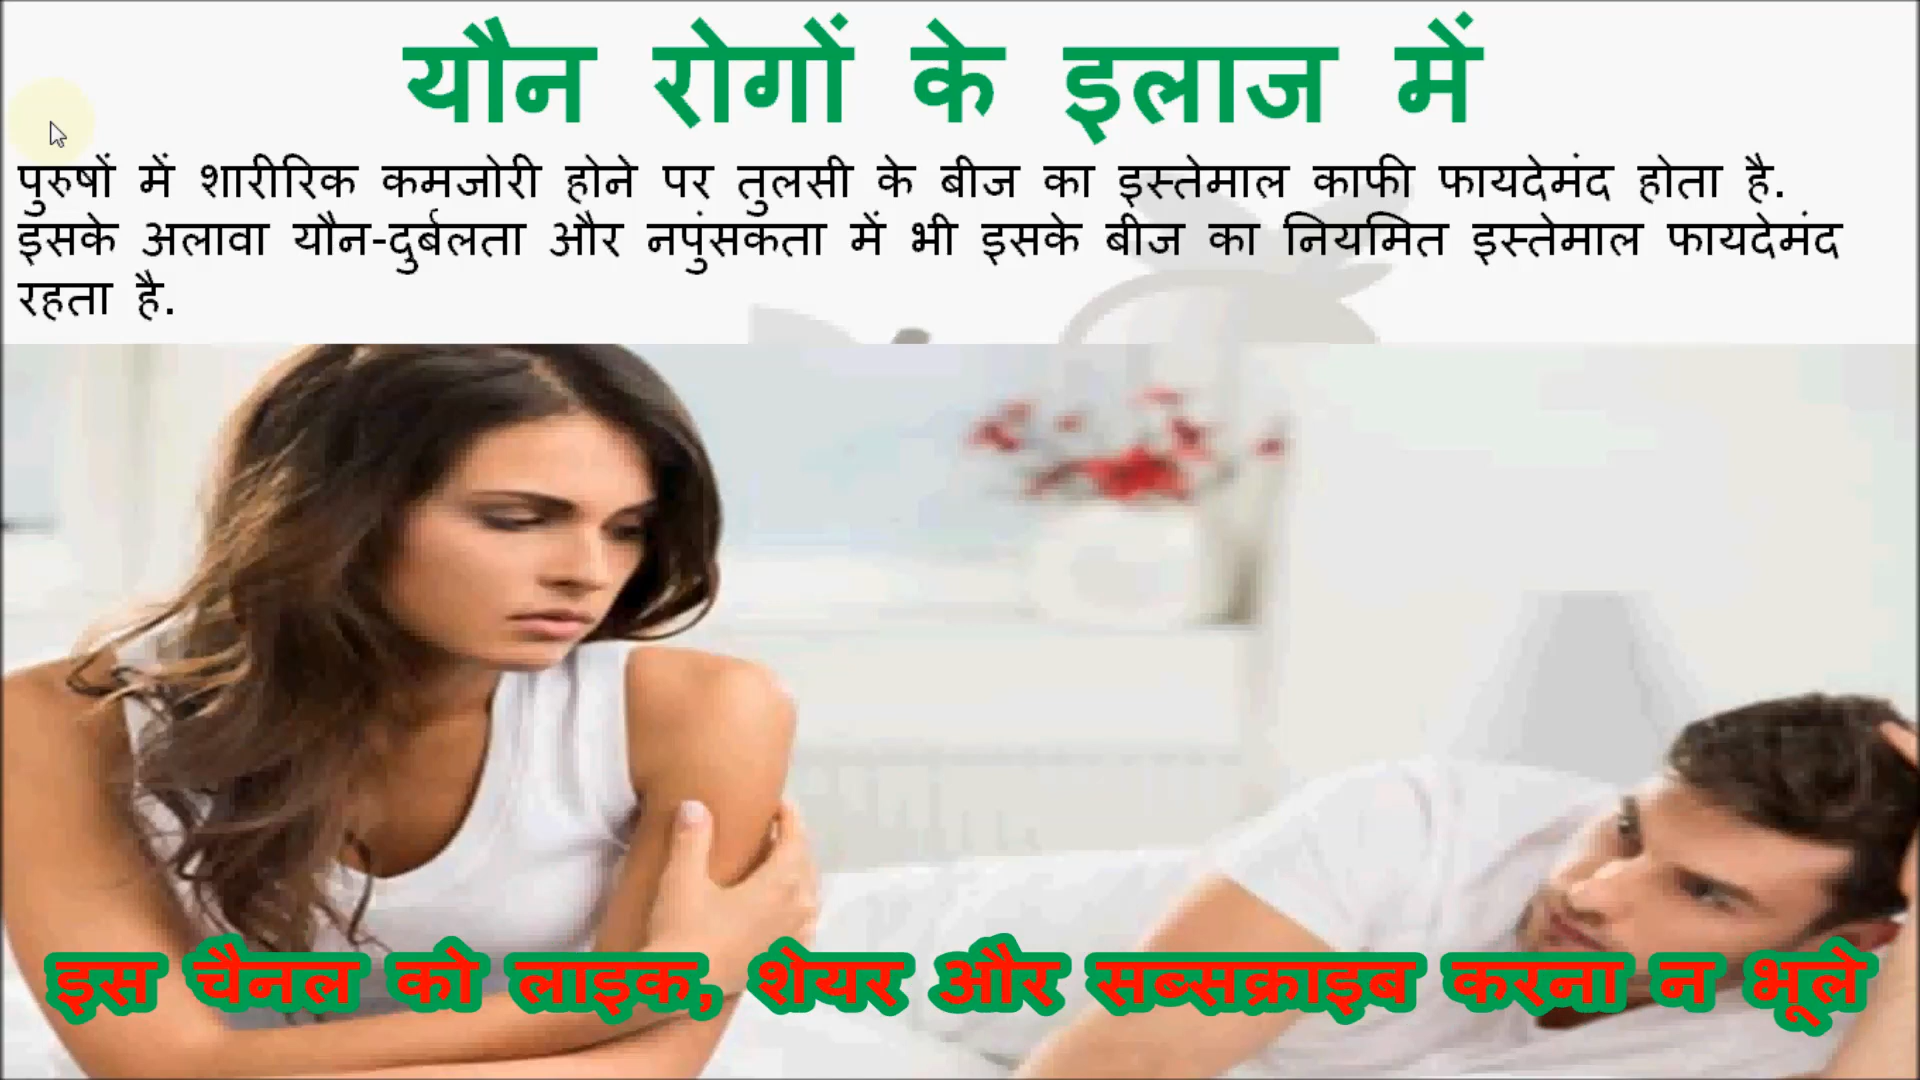 यौन रोगों के इलाज में
पुरुषों में शारीरिक कमजोरी होने पर तुलसी के बीज का इस्तेमाल काफी फायदेमंद होता है.
इसके अलावा यौन-दुर्बलता और नपुंसकता में भी इसके बीज का नियमित इस्तेमाल फायदेमंद
रहता है.
इस चैनल को लाइक, शेयर और सब्सक्राइब करना न भूले